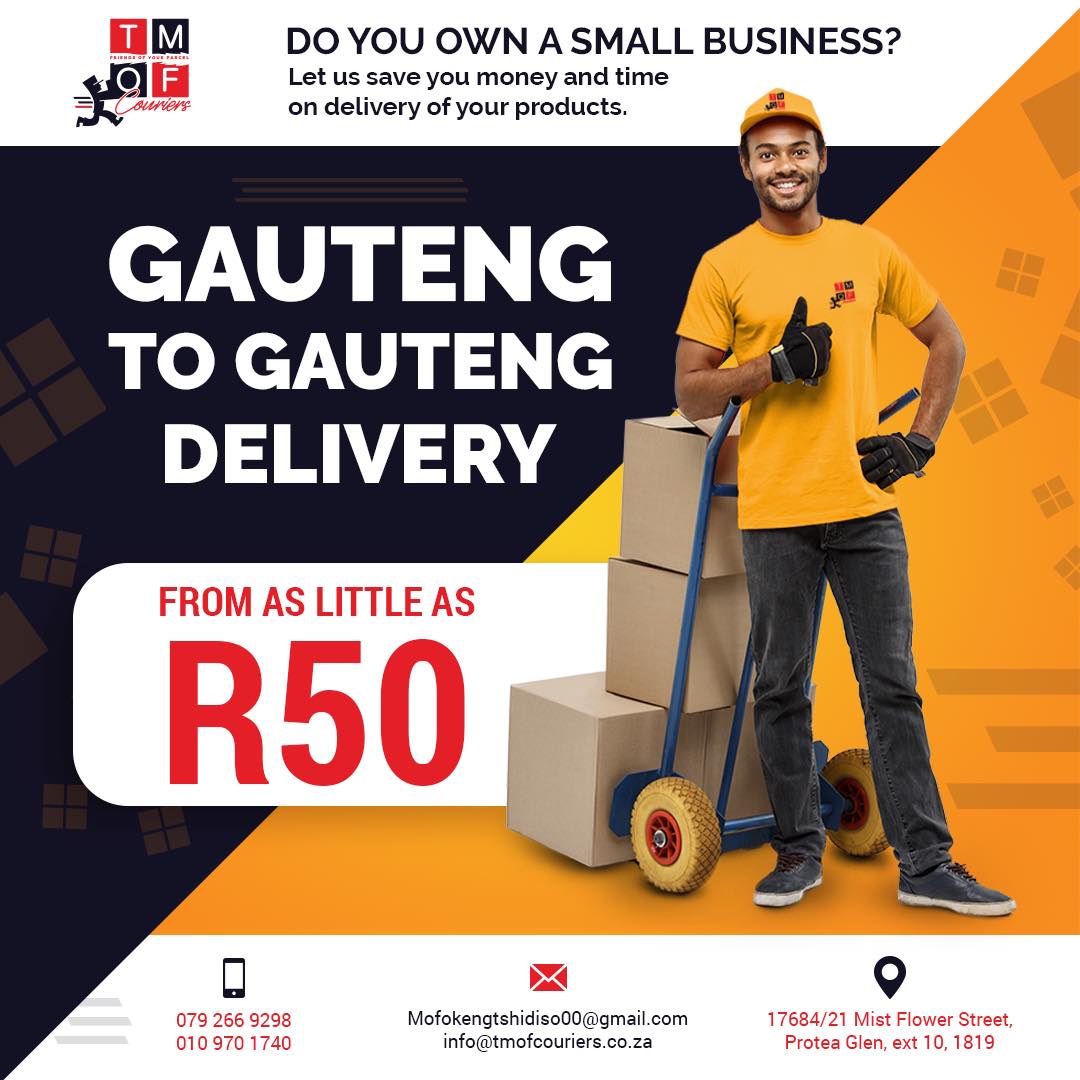 T M
FRIENDS OF YOUR PARCEL
O F
Couriers
DO YOU OWN A SMALL BUSINESS?
Let us save you money and time
on delivery of your products.
GAUTENG
TO GAUTENG
DELIVERY
FROM AS LITTLE AS
R50
079 266 9298
010 970 1740
Mofokengtshidiso00@gmail.com
info@tmofcouriers.co.za
17684/21 Mist Flower Street,
Protea Glen, ext 10, 1819